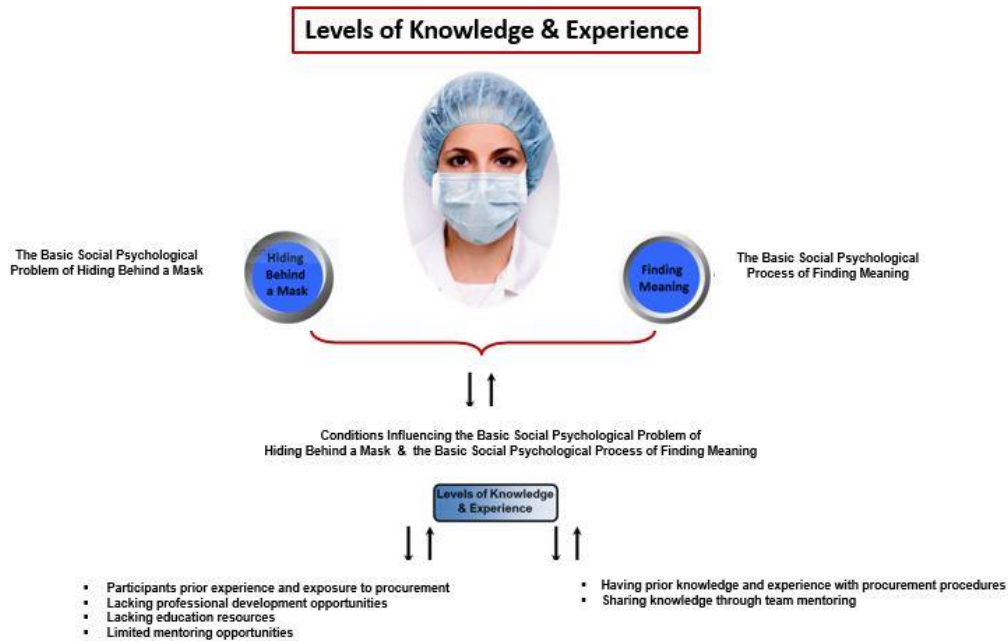 Levels of Knowledge & Experience
The Basic Social Psychological
Problem of Hiding Behind a Mask
Hiding
Behind
a Mask
Finding
Meaning
The Basic Social Psychological
Process of Finding Meaning
Conditions Influencing the Basic Social Psychological Problem of
Hiding Behind a Mask & the Basic Social Psychological Process of Finding Meaning
Levels of Knowledge
& Experience
▪ Participants prior experience and exposure to procurement
▪ Lacking professional development opportunities
▪ Lacking education resources
▪ Limited mentoring opportunities
▪ Having prior knowledge and experience with procurement procedures
▪ Sharing knowledge through team mentoring